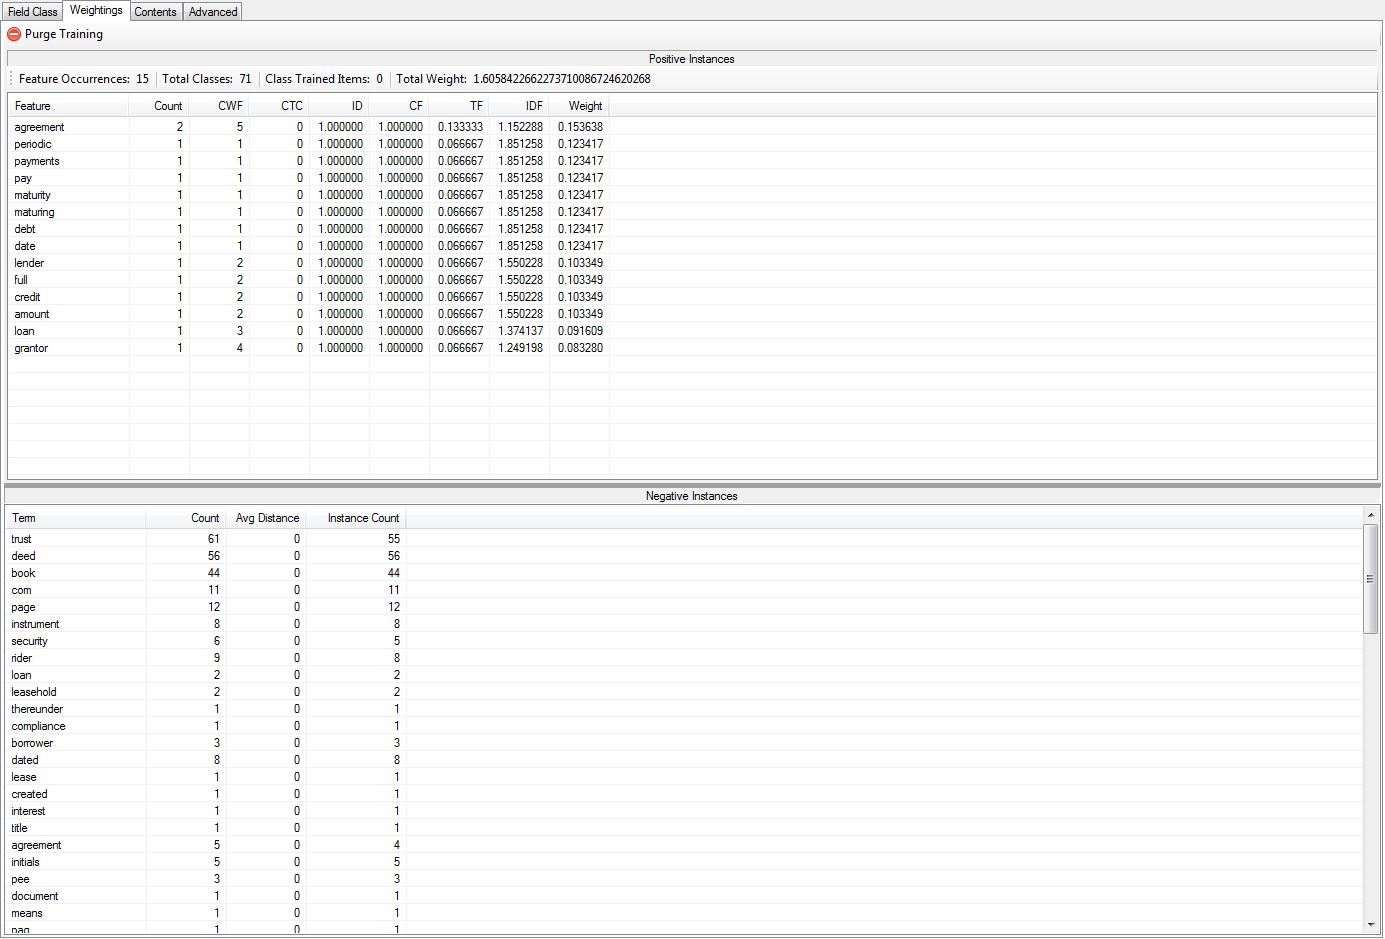 Field Class Weightings Contents Advanced
Purge Training
Positive Instances
Feature Occurrences: 15 Total Classes: 71 Class Trained Items: 0 Total Weight: 1.6058422662273710086724620268
Feature Count CWF CTC ID CF TF IDF Weight
agreement 2 5 0 1.000000 1.000000 0.133333 1.152288 0.153638
periodic 1 1 0 1.000000 1.000000 0.066667 1.851258 0.123417
payments 1 1 0 1.000000 1.000000 0.066667 1.851258 0.123417
pay 1 1 0 1.000000 1.000000 0.066667 1.851258 0.123417
maturity 1 1 0 1.000000 1.000000 0.066667 1.851258 0.123417
maturing 1 1 0 1.000000 1.000000 0.066667 1.851258 0.123417
debt 1 1 0 1.000000 1.000000 0.066667 1.851258 0.123417
date 1 1 0 1.000000 1.000000 0.066667 1.851258 0.123417
lender 1 2 0 1.000000 1.000000 0.066667 1.550228 0.103349
full 1 2 0 1.000000 1.000000 0.066667 1.550228 0.103349
credit 1 2 0 1.000000 1.000000 0.066667 1.550228 0.103349
amount 1 2 0 1.000000 1.000000 0.066667 1.550228 0.103349
loan 1 3 0 1.000000 1.000000 0.066667 1.374137 0.091609
grantor 1 4 0 1.000000 1.000000 0.066667 1.249198 0.083280
Negative Instances
Term Count Avg Distance Instance Count
trust 61 0 55
deed 56 0 56
book 44 0 44
com 11 0 11
page 12 0 12
instrument 8 0 8
security 6 0 5
rider 9 0 8
loan 2 0 2
leasehold 2 0 2
thereunder 1 0 1
compliance 1 0 1
borrower 3 0 3
dated 8 0 8
lease 1 0 1
created 1 0 1
interest 1 0 1
title 1 0 1
agreement 5 0 4
initials 5 0 5
pee 3 0 3
document 1 0 1
means 1 0 1
pag 1 0 1